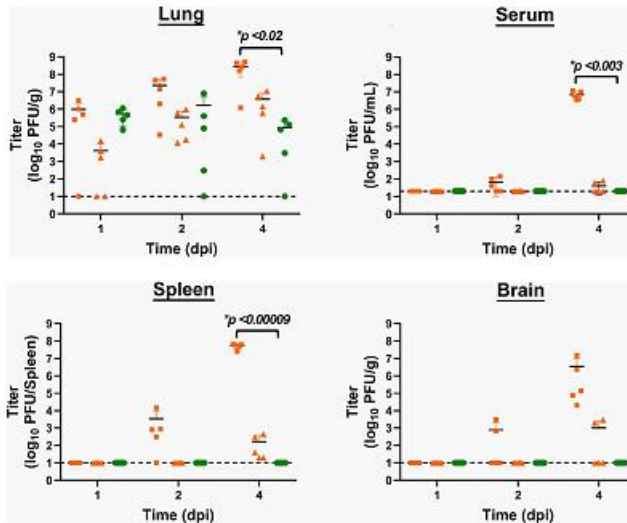 Lung
*p <0.02
Titer
(log10 PFU/g)
9
8
7
6
5
4
3
2
1
0
1 2 4
Time (dpi)
Serum
*p <0.003
Titer
(log10 PFU/mL)
9
8
7
6
5
4
3
2
1
0
1 2 4
Time (dpi)
Spleen
*p <0.00009
Titer
(log10 PFU/Spleen)
9
8
7
6
5
4
3
2
1
0
1 2 4
Time (dpi)
Brain
Titer
(log10 PFU/g)
9
8
7
6
5
4
3
2
1
0
1 2 4
Time (dpi)